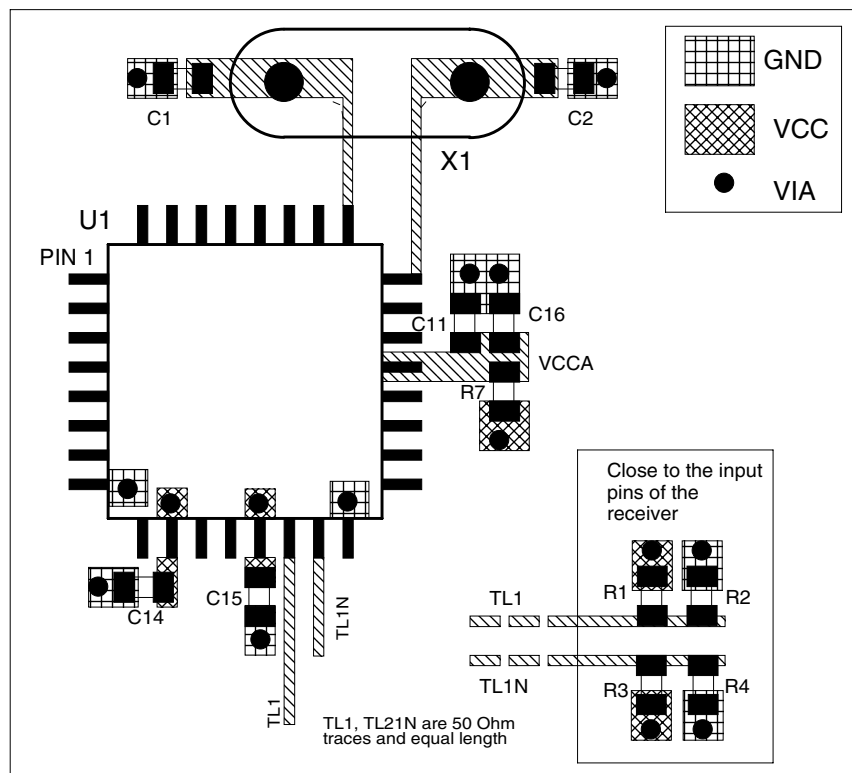 GND
VCC
VIA
C1
C2
X1
U1
PIN 1
C11
C16
VCCA
R7
Close to the input
pins of the
receiver
R1
R2
TL1
TL1N
R3
R4
C14
C15
TL1N
TL1
TL1, TL21N are 50 Ohm
traces and equal length